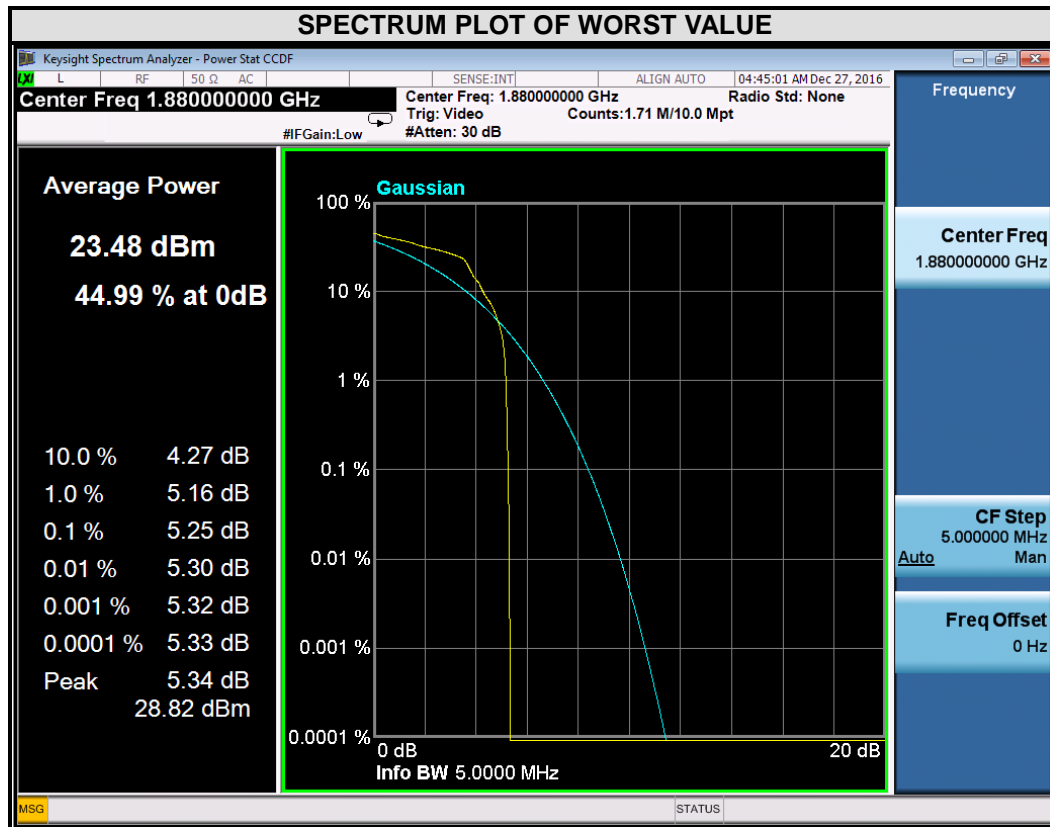 SPECTRUM PLOT OF WORST VALUE
Keysight Spectrum Analyzer - Power Stat CCDF
LXI L RF 50 Ω AC SENSE:INT ALIGN AUTO 04:45:01 AM Dec 27, 2016
Center Freq 1.880000000 GHz
#IFGain:Low
Center Freq: 1.880000000 GHz Radio Std: None
Trig: Video Counts:1.71 M/10.0 Mpt
#Atten: 30 dB
Average Power
23.48 dBm
44.99 % at 0dB
10.0 % 4.27 dB
1.0 % 5.16 dB
0.1 % 5.25 dB
0.01 % 5.30 dB
0.001 % 5.32 dB
0.0001 % 5.33 dB
Peak 5.34 dB
28.82 dBm
Gaussian
100 %
10 %
1 %
0.1 %
0.01 %
0.001 %
0.0001 %
0 dB 20 dB
Info BW 5.0000 MHz
Frequency
Center Freq
1.880000000 GHz
CF Step
5.000000 MHz
Auto Man
Freq Offset
0 Hz
MSG STATUS